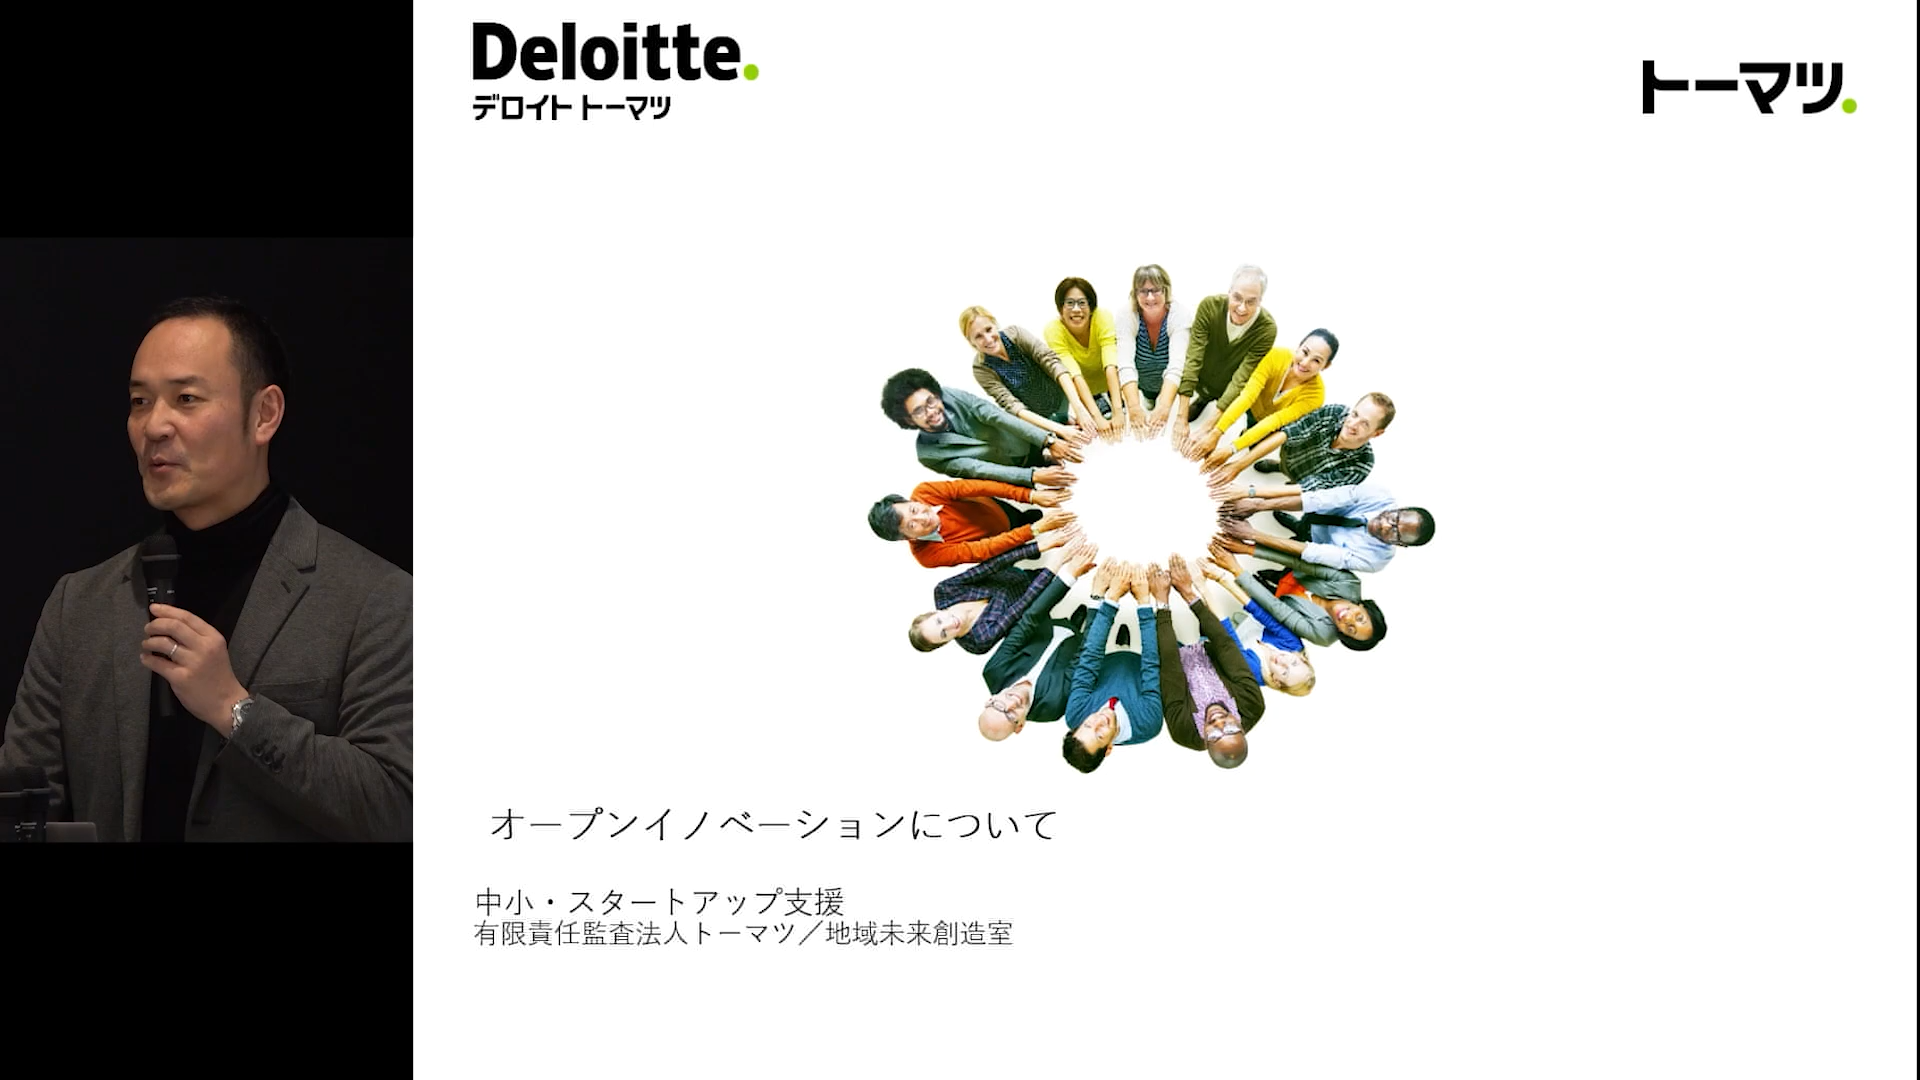 Deloitte.
デロイト トーマツ
トーマツ.
オープンイノベーションについて
中小・スタートアップ支援
有限責任監査法人トーマツ／地域未来創造室